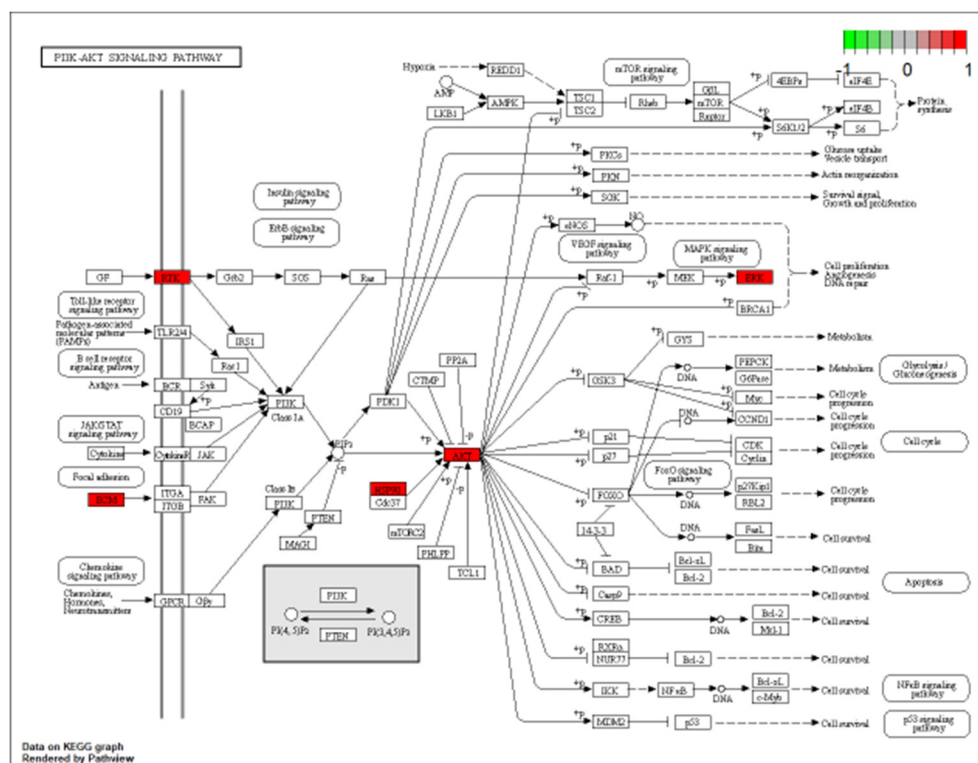 PI3K-AKT SIGNALING PATHWAY
-1 0 1
Hypoxia
REDD1
mTOR signaling
pathway
AMP
LKB1
AMPK
TSC1
TSC2
+p
Rheb
GβL
mTOR
Raptor
+p
4EBPs
eIF4E
eIF4B
S6K1/2
+p
S6
Protein
synthesis
+p
PKCs
Glucose uptake
Vesicle transport
+p
PKN
Actin reorganization
+p
SGK
Survival signal,
Growth and proliferation
Insulin signaling
pathway
ErbB signaling
pathway
+p
eNOS
NO
VEGF signaling
pathway
MAPK signaling
pathway
GF
RTK
Grb2
SOS
Ras
Raf-1
+p
MEK
+p
ERK
Cell proliferation
Angiogenesis
DNA repair
+p
BRCA1
Toll-like receptor
signaling pathway
Pathogen-associated
molecular patterns
(PAMPs)
TLR2/4
IRS1
Rac1
B cell receptor
signaling pathway
Antigen
BCR
Syk
+p
CD19
BCAP
PI3K
Class IA
JAK/STAT
signaling pathway
Cytokine
CytokineR
JAK
Focal adhesion
ECM
ITGA
ITGB
FAK
Class IB
PI3K
PTEN
MAGI
PIP3
-p
PDK1
PP2A
CTMP
-p
+p
AKT
HSP90
Cdc37
+p
-p
mTORC2
PHLPP
TCL1
Chemokine
signaling pathway
Chemokines,
Hormones,
Neurotransmitters
GPCR
Gβγ
PI3K
PI(4, 5)P2
PI(3,4,5)P3
PTEN
GYS
Metabolism
+p
GSK3
DNA
PEPCK
G6Pase
Metabolism
Glycolysis /
Gluconeogenesis
Myc
Cell cycle
progression
DNA
CCND1
Cell cycle
progression
+p
p21
+p
p27
CDK
Cyclin
Cell cycle
progression
Cell cycle
FoxO signaling
pathway
+p
FOXO
DNA
p27Kip1
RBL2
Cell cycle
progression
14-3-3
DNA
FasL
Bim
Cell survival
+p
BAD
Bcl-xL
Bcl-2
Cell survival
Apoptosis
+p
Casp9
Cell survival
+p
CREB
DNA
Bcl-2
Mcl-1
Cell survival
+p
RXRα
NUR77
Bcl-2
Cell survival
+p
IKK
NFκB
DNA
Bcl-xL
c-Myb
Cell survival
NFκB signaling
pathway
+p
MDM2
p53
Cell survival
p53 signaling
pathway
Data on KEGG graph
Rendered by Pathview